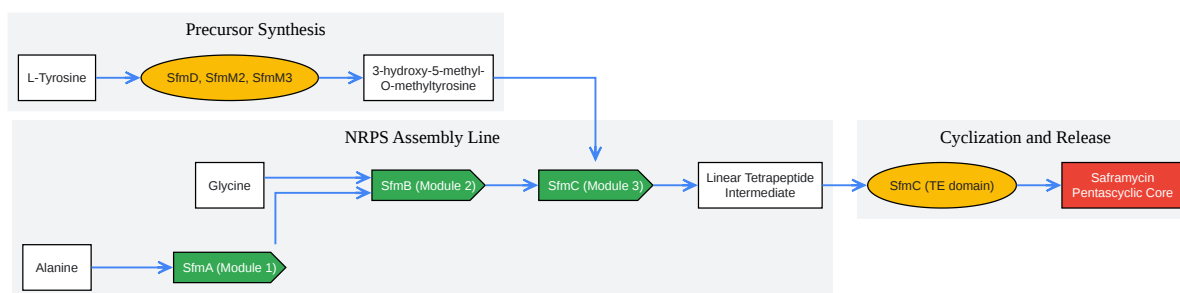 Precursor Synthesis
L-Tyrosine
SfmD, SfmM2, SfmM3
3-hydroxy-5-methyl-
O-methyltyrosine
NRPS Assembly Line
Glycine
SfmB (Module 2)
SfmC (Module 3)
Linear Tetrapeptide
Intermediate
Alanine
SfmA (Module 1)
Cyclization and Release
SfmC (TE domain)
Saframycin
Pentascyclic Core